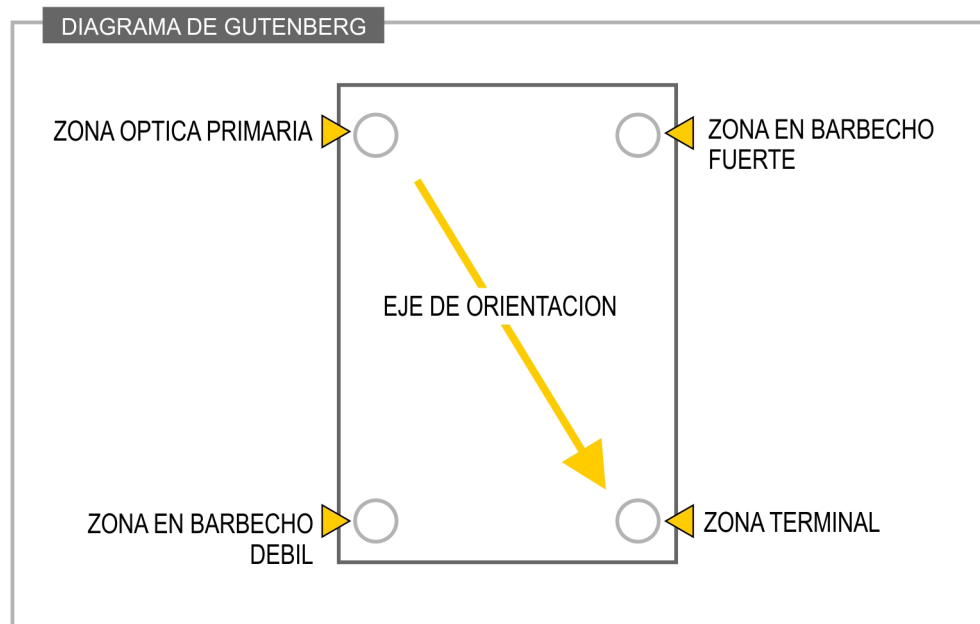 DIAGRAMA DE GUTENBERG
ZONA OPTICA PRIMARIA
ZONA EN BARBECHO
FUERTE
EJE DE ORIENTACION
ZONA EN BARBECHO
DEBIL
ZONA TERMINAL